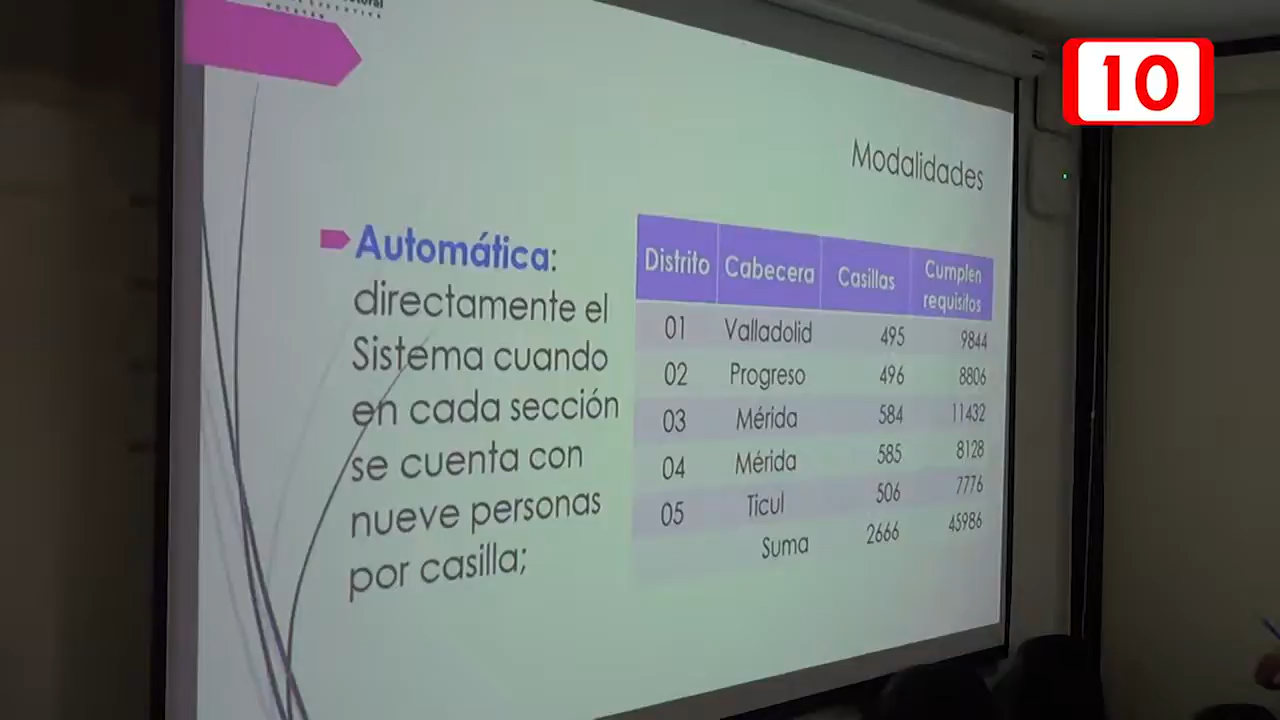 YUCATÁN
10
Modalidades
Automática:
directamente el
Sistema cuando
en cada sección
se cuenta con
nueve personas
por casilla;
Distrito Cabecera Casillas Cumplen requisitos
01 Valladolid 495 9844
02 Progreso 496 8806
03 Mérida 584 11432
04 Mérida 585 8128
05 Ticul 506 7776
Suma 2666 45986